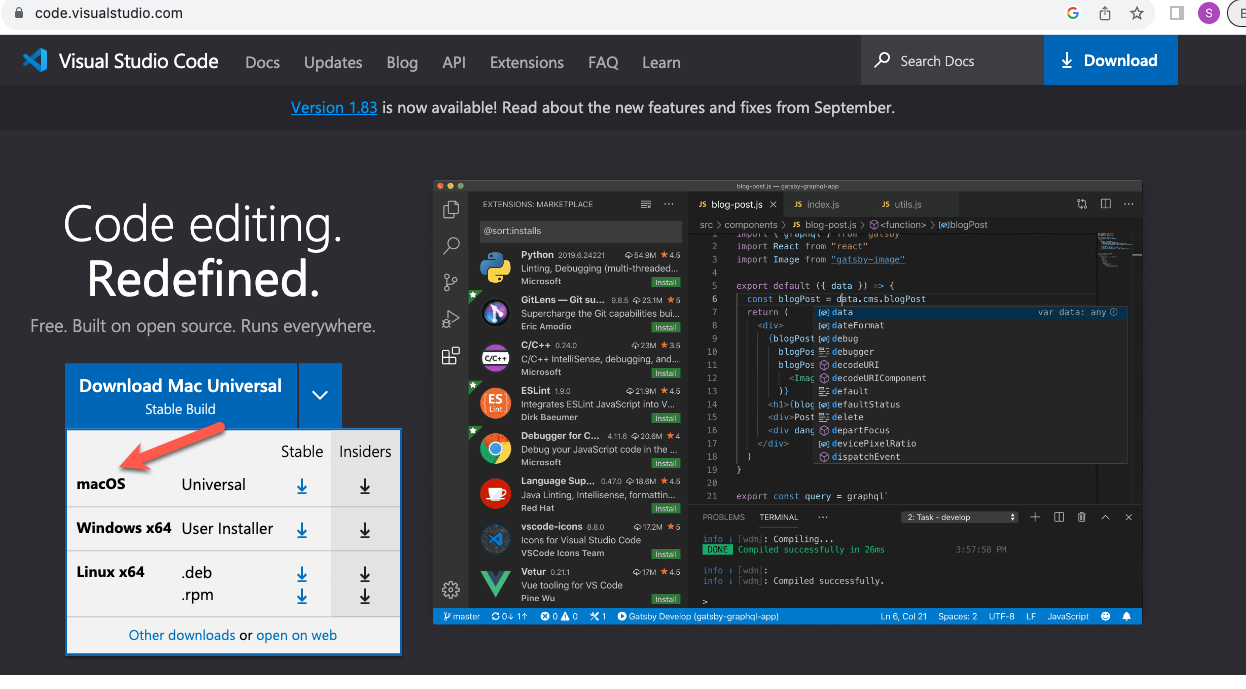 code.visualstudio.com
S
E
Visual Studio Code
Docs
Updates
Blog
API
Extensions
FAQ
Learn
Search Docs
Download
Version 1.83 is now available! Read about the new features and fixes from September.
Code editing.
Redefined.
Free. Built on open source. Runs everywhere.
Download Mac Universal
Stable Build
Stable Insiders
macOS Universal
Windows x64 User Installer
Linux x64 .deb
.rpm
Other downloads or open on web
blog-post.js — gatsby-graphql-app
EXTENSIONS: MARKETPLACE
@sort:installs
Python 2019.6.24221 54.9M ★4.5
Linting, Debugging (multi-threaded...
Microsoft Install
GitLens — Git su... 9.8.5 23.1M ★5
Supercharge the Git capabilities bui...
Eric Amodio Install
C/C++ 0.24.0 23M ★3.5
C/C++ IntelliSense, debugging, and...
Microsoft Install
ESLint 1.9.0 21.9M ★4.5
Integrates ESLint JavaScript into V...
Dirk Baeumer Install
Debugger for C... 4.11.6 20.6M ★4
Debug your JavaScript code in the ...
Microsoft Install
Language Sup... 0.47.0 18.6M ★4.5
Java Linting, Intellisense, formattin...
Red Hat Install
vscode-icons 8.8.0 17.2M ★5
Icons for Visual Studio Code
VSCode Icons Team Install
Vetur 0.21.1 17M ★4.5
Vue tooling for VS Code
Pine Wu Install
C/C++
ES
Lint
JS blog-post.js
JS index.js
JS utils.js
src > components > JS blog-post.js > <function> > blogPost
import { graphql } from "gatsby"
2 import React from "react"
3 import Image from "gatsby-image"
4
5 export default ({ data }) => {
6 const blogPost = data.cms.blogPost
7 return (
8 <div>
9 {blogPost
10 blogPos
11 blogPos
12 <Imag
13 )}
14 <h1>{blog
15 <div>Post
16 <div dang
17 </div>
18 )
19 }
20
21 export const query = graphql`
data var data: any
dateFormat
debug
debugger
decodeURI
decodeURIComponent
default
defaultStatus
delete
departFocus
devicePixelRatio
dispatchEvent
PROBLEMS TERMINAL ... 2: Task - develop
info [wdm]: Compiling...
DONE Compiled successfully in 26ms 3:57:58 PM
info [wdm]:
info [wdm]: Compiled successfully.
>
master 0↓ 1↑ 0 0 1 Gatsby Develop (gatsby-graphql-app) Ln 6, Col 21 Spaces: 2 UTF-8 LF JavaScript